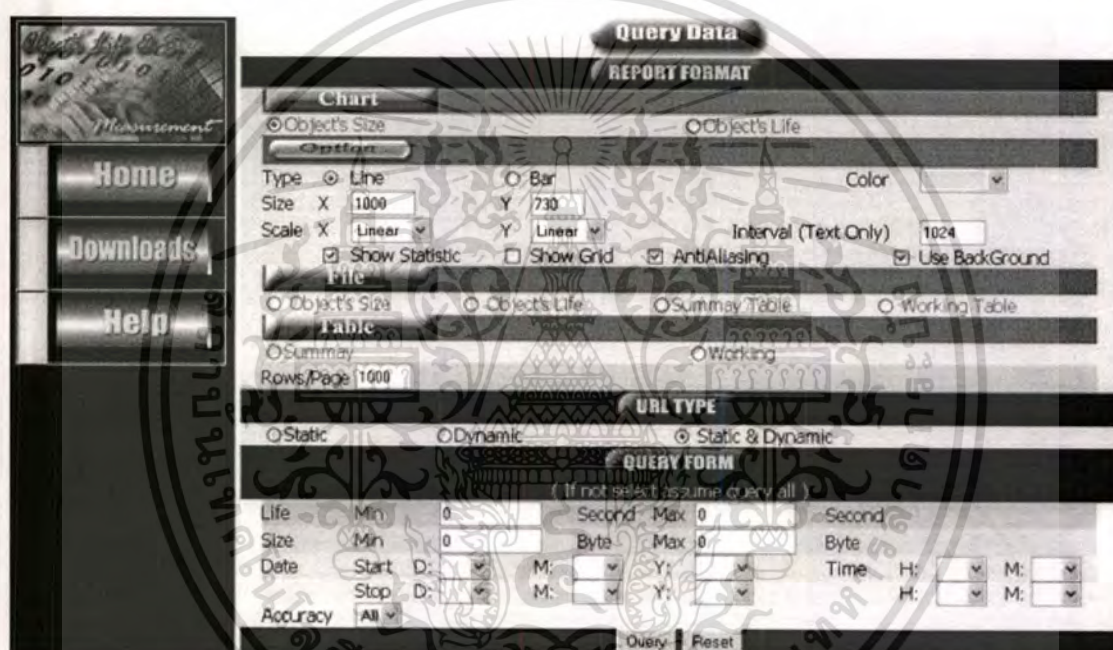 Query Data
REPORT FORMAT
Object's Life & Size
Measurement
Home
Downloads
Help
Chart
Object's Size Object's Life
Option
Type Line Bar Color
Size X 1000 Y 730
Scale X Linear Y Linear Interval (Text Only) 1024
Show Statistic Show Grid AntiAliasing Use BackGround
File
Object's Size Object's Life Summay Table Working Table
Table
Summay Working
Rows/Page 1000
URL TYPE
Static Dynamic Static & Dynamic
QUERY FORM
( If not select assume query all )
Life Min 0 Second Max 0 Second
Size Min 0 Byte Max 0 Byte
Date Start D: M: Y: Time H: M:
Stop D: M: Y: H: M:
Accuracy All
Query Reset